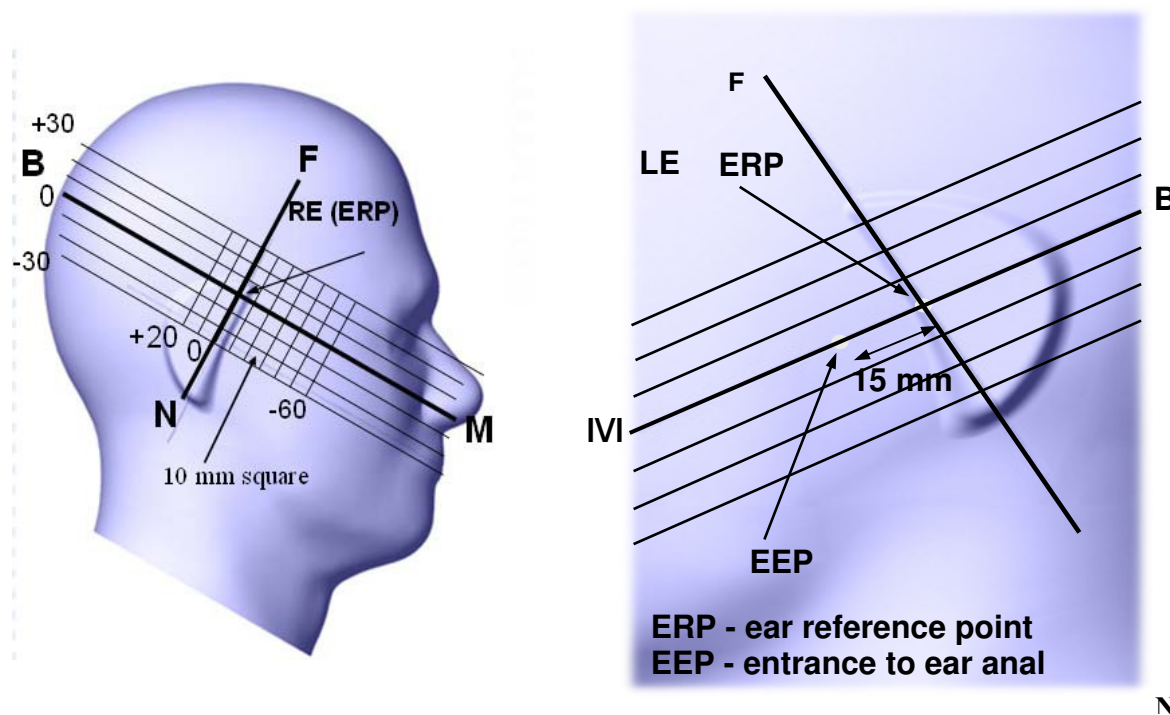 +30
B
0
-30
F
RE (ERP)
+20
0
N
-60
M
10 mm square
F
LE
ERP
B
15 mm
IVI
EEP
ERP - ear reference point
EEP - entrance to ear anal
N